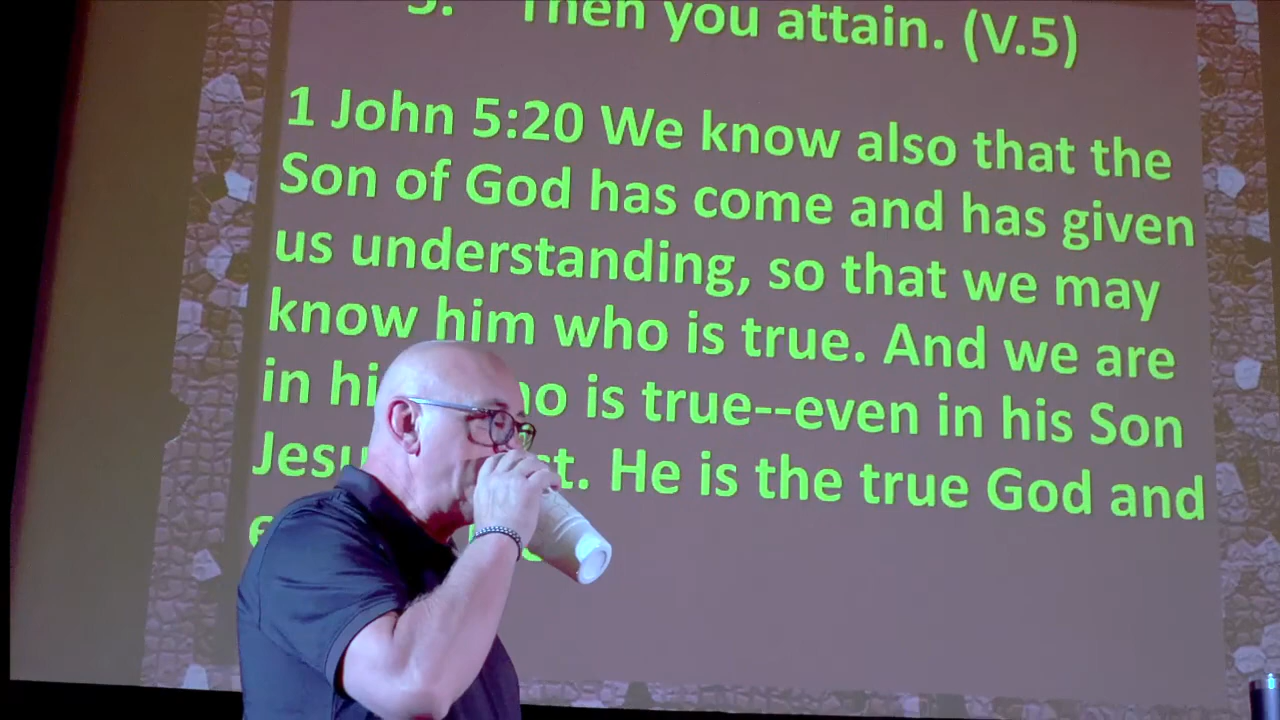 Then you attain. (V.5)
1 John 5:20 We know also that the
Son of God has come and has given
us understanding, so that we may
know him who is true. And we are
in is true--even in his Son
He is the true God and